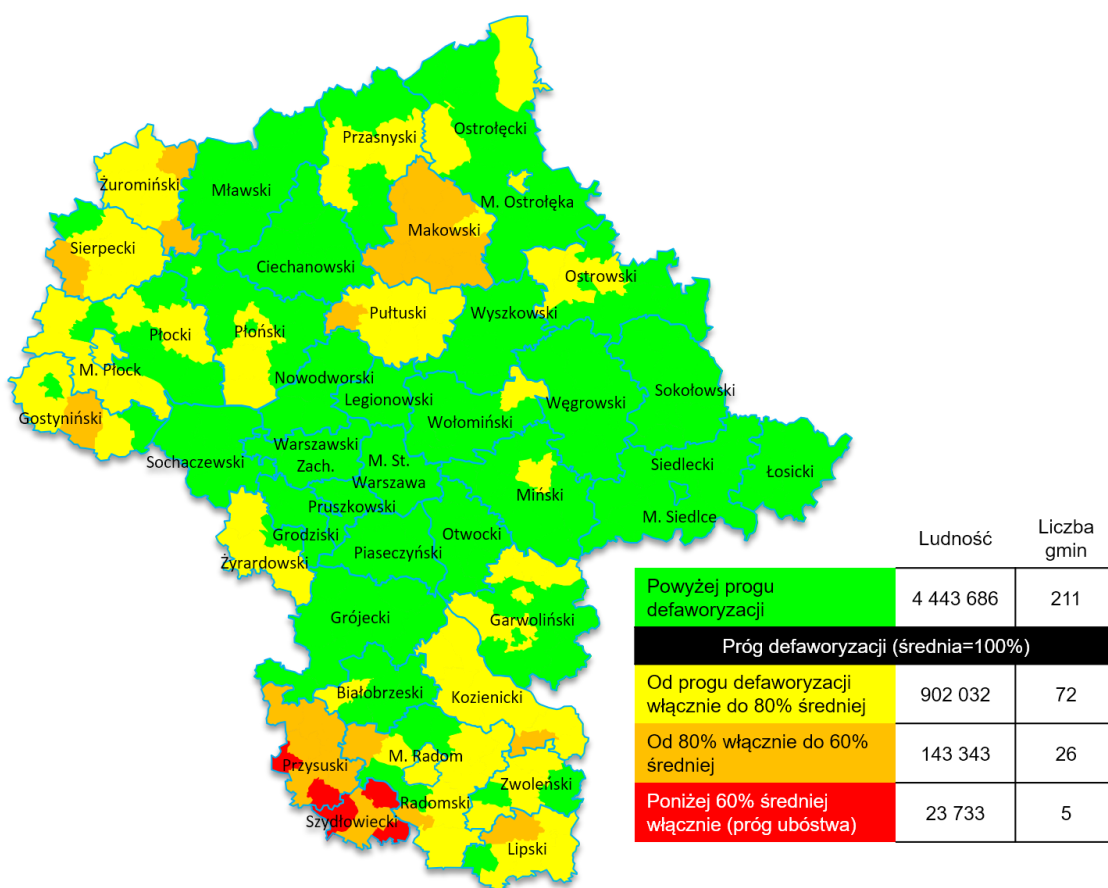 Przasnyski
Ostrołęcki
Żuromiński
Mławski
M. Ostrołęka
Makowski
Sierpecki
Ciechanowski
Ostrowski
Płocki
Płoński
Pułtuski
Wyszkowski
M. Płock
Nowodworski
Legionowski
Węgrowski
Sokołowski
Gostyniński
Wołomiński
Sochaczewski
Warszawski
Zach.
M. St.
Warszawa
Siedlecki
Łosicki
Miński
Pruszkowski
M. Siedlce
Grodziski
Otwocki
Piaseczyński
Żyrardowski
Grójecki
Garwoliński
Białobrzeski
Kozienicki
M. Radom
Przysuski
Zwoleński
Radomski
Szydłowiecki
Lipski
Ludność
Liczba
gmin
Powyżej progu
defaworyzacji
4 443 686
211
Próg defaworyzacji (średnia=100%)
Od progu defaworyzacji
włącznie do 80% średniej
902 032
72
Od 80% włącznie do 60%
średniej
143 343
26
Poniżej 60% średniej
włącznie (próg ubóstwa)
23 733
5